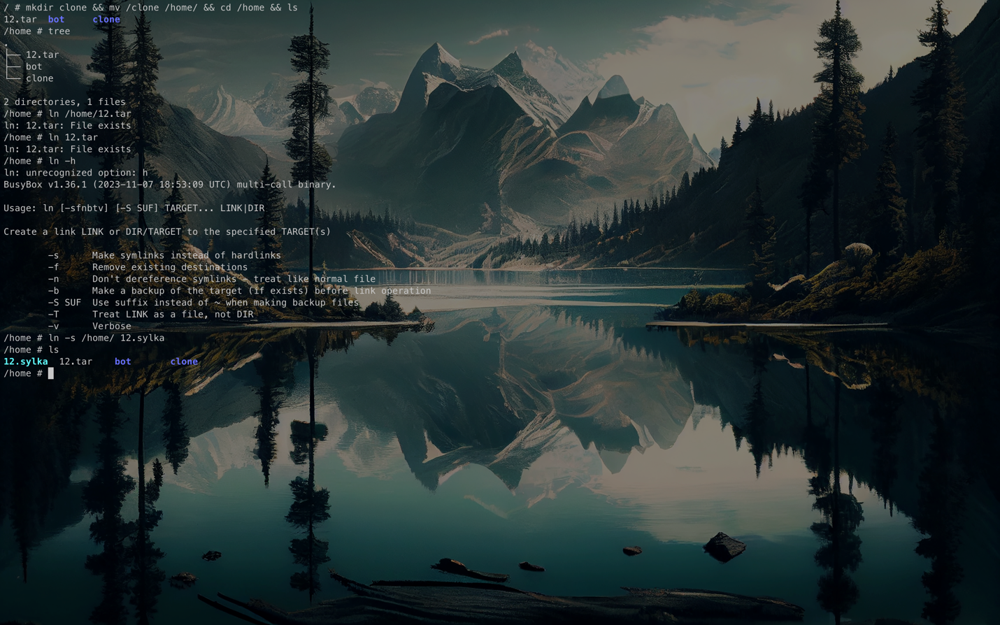 / # mkdir clone && mv /clone /home/ && cd /home && ls
12.tar  bot     clone
/home # tree
.
├── 12.tar
├── bot
└── clone

2 directories, 1 files
/home # ln /home/12.tar
ln: 12.tar: File exists
/home # ln 12.tar
ln: 12.tar: File exists
/home # ln -h
ln: unrecognized option: h
BusyBox v1.36.1 (2023-11-07 18:53:09 UTC) multi-call binary.

Usage: ln [-sfnbtv] [-S SUF] TARGET... LINK|DIR

Create a link LINK or DIR/TARGET to the specified TARGET(s)

        -s      Make symlinks instead of hardlinks
        -f      Remove existing destinations
        -n      Don't dereference symlinks - treat like normal file
        -b      Make a backup of the target (if exists) before link operation
        -S SUF  Use suffix instead of ~ when making backup files
        -T      Treat LINK as a file, not DIR
        -v      Verbose
/home # ln -s /home/ 12.sylka
/home # ls
12.sylka  12.tar    bot       clone
/home #